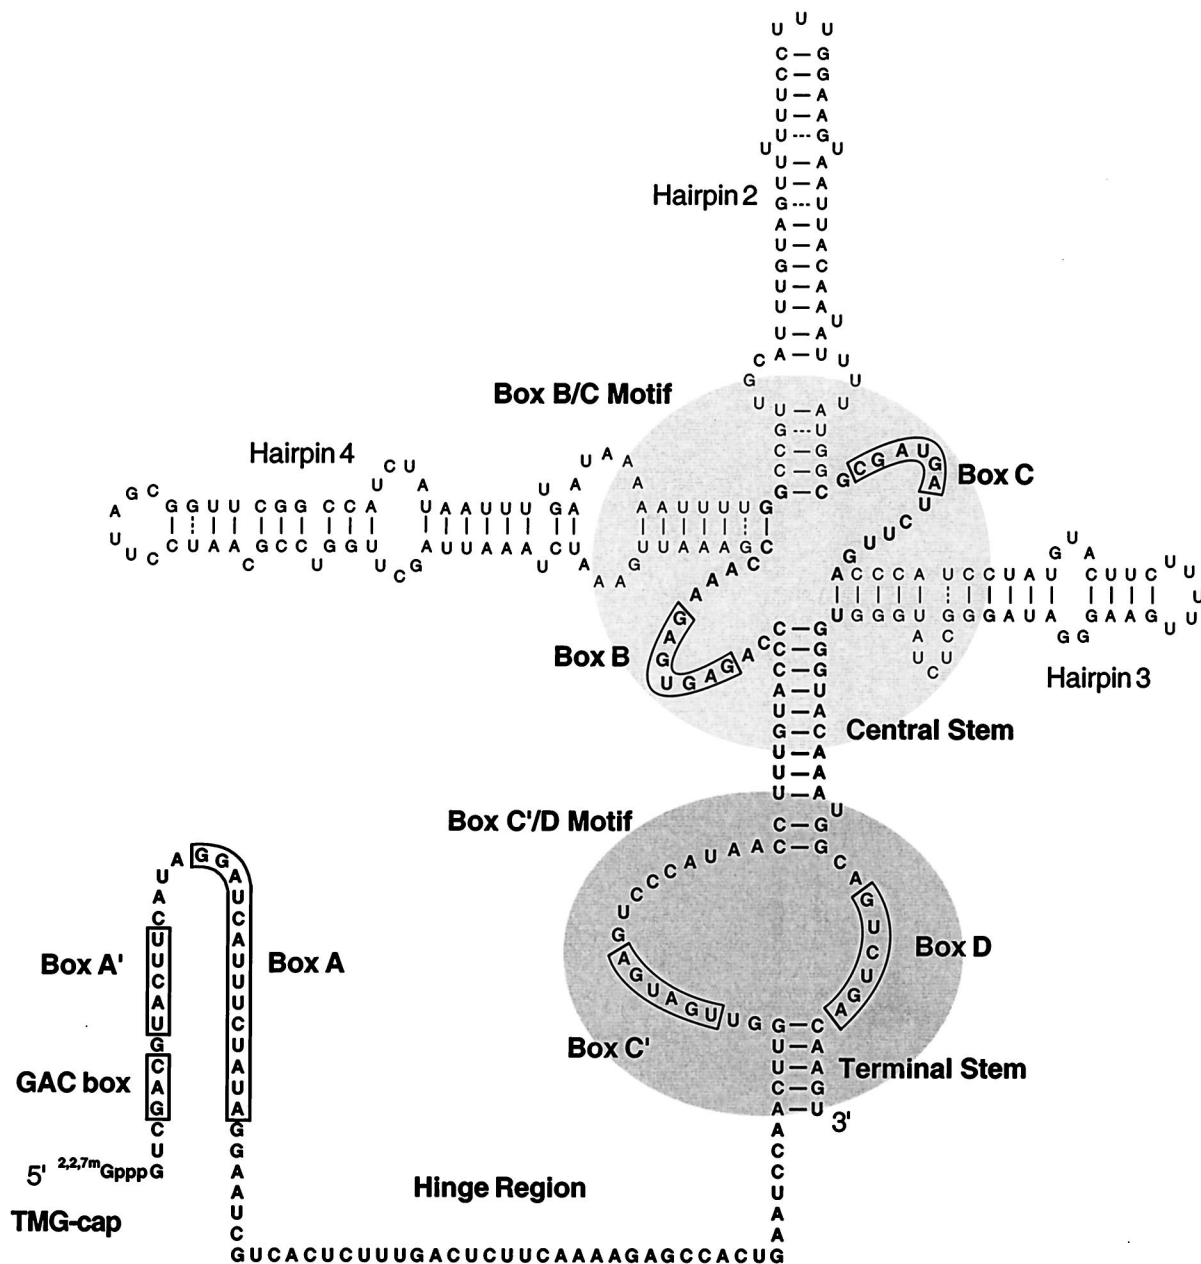 U U U
C G
C G
U A
U A
U G
U U
U A
U A
G U
Hairpin 2
A U
U A
G C
U A
U A
U A U
U A
C A U U
G U
Box B/C Motif
U U A U
G U
C G
C G
G C
G C G A U G A
Box C
U C U U G A
Hairpin 4
A G C G G U U C G G C C A U C U A U A A U U U U G A U A A A A A U U U U G
U U C C U A A C G C C U G G U U C G A U U A A A U C U A A A G U U A A A G C C
A A A
G A G U G A G
Box B
A C
A C C C A U C C U A U G U A C U U C U U
U
U G G G U A U C U C G G G A U A G G A G A A G U U
Hairpin 3
C G
C G
C G
A U
U A
G C
Central Stem
U A
U A
U A
Box C'/D Motif
U
C G
C G
C A A U A C C C U G
C A
G U C U G A
Box D
A G U A G U
U G
Box C'
G C
U A
U A
C G
Terminal Stem
A U
3'
A G G A U C A U U U C U A U A
Box A
U A C
U U C A U
Box A'
G
C A G
GAC box
C U G
5' 2,2,7mGpppG
TMG-cap
G G A A U C
Hinge Region
G U C A C U C U U U G A C U C U U C A A A A G A G C C A C U G
A C C U A A